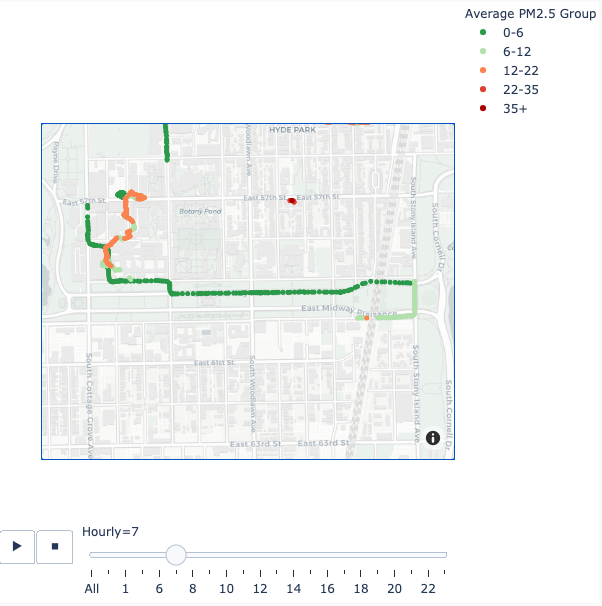 Average PM2.5 Group
0-6
6-12
12-22
22-35
35+
HYDE PARK
Payne Drive
East 57th St
East 57th St
East 57th St
South Stony Island Ave
South Cornell Dr
Botany Pond
East Midway Plaisance
East 61st St
South Cottage Grove Ave
South Woodlawn Ave
South Stony Island Ave
South Cornell Dr
East 63rd St
East 63rd St
Hourly=7
All 1 6 8 10 12 14 16 18 20 22